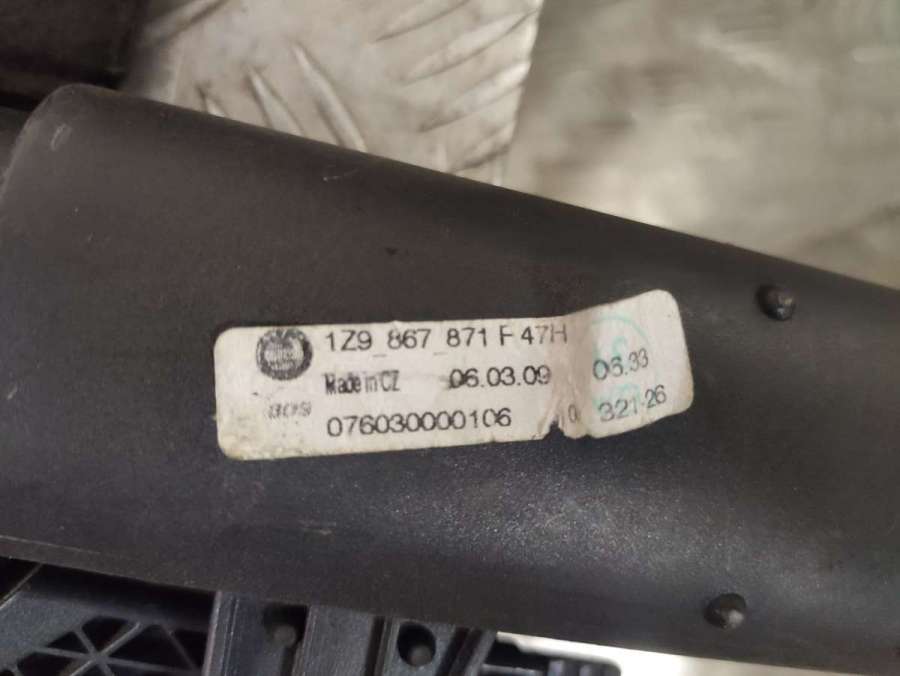 1Z9 867 871 F 47H
Made in CZ 06.03.09 06.33
076030000106 321-26